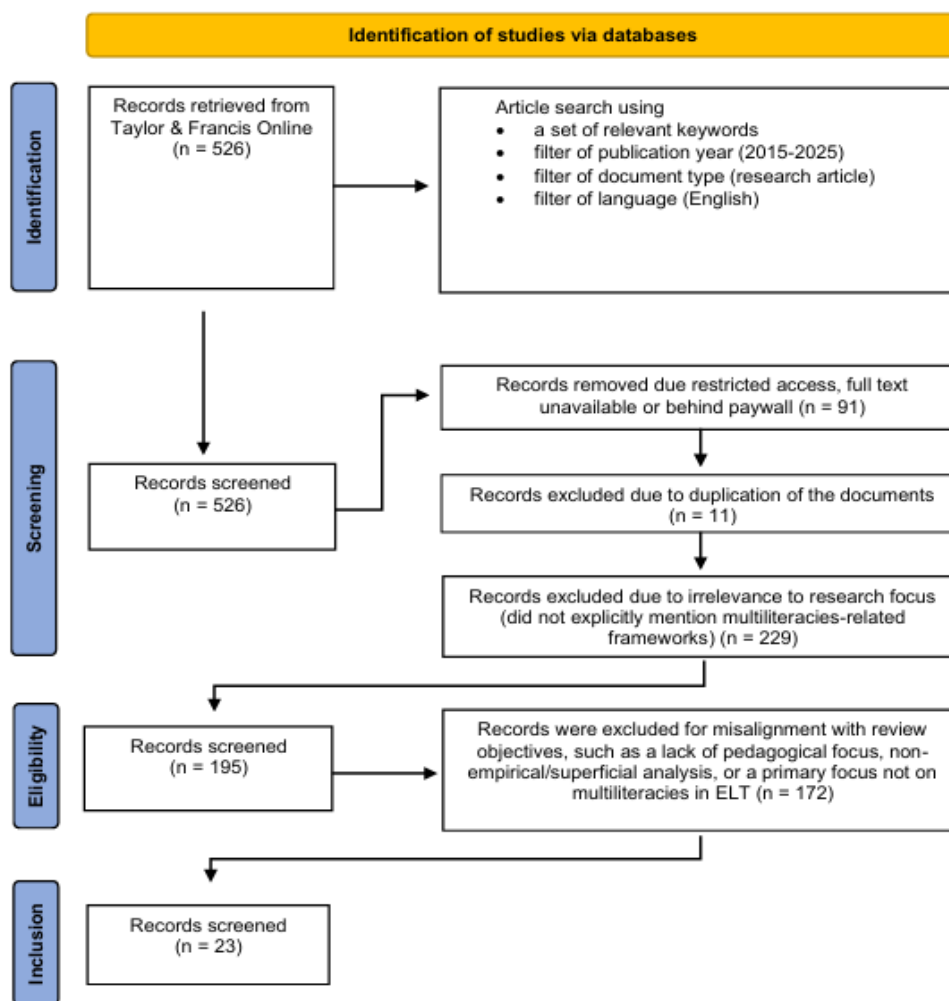 Identification of studies via databases
Identification
Records retrieved from
Taylor & Francis Online
(n = 526)
Article search using
• a set of relevant keywords
• filter of publication year (2015-2025)
• filter of document type (research article)
• filter of language (English)
Screening
Records screened
(n = 526)
Records removed due restricted access, full text
unavailable or behind paywall (n = 91)
Records excluded due to duplication of the documents
(n = 11)
Records excluded due to irrelevance to research focus
(did not explicitly mention multiliteracies-related
frameworks) (n = 229)
Eligibility
Records screened
(n = 195)
Records were excluded for misalignment with review
objectives, such as a lack of pedagogical focus, non-
empirical/superficial analysis, or a primary focus not on
multiliteracies in ELT (n = 172)
Inclusion
Records screened
(n = 23)